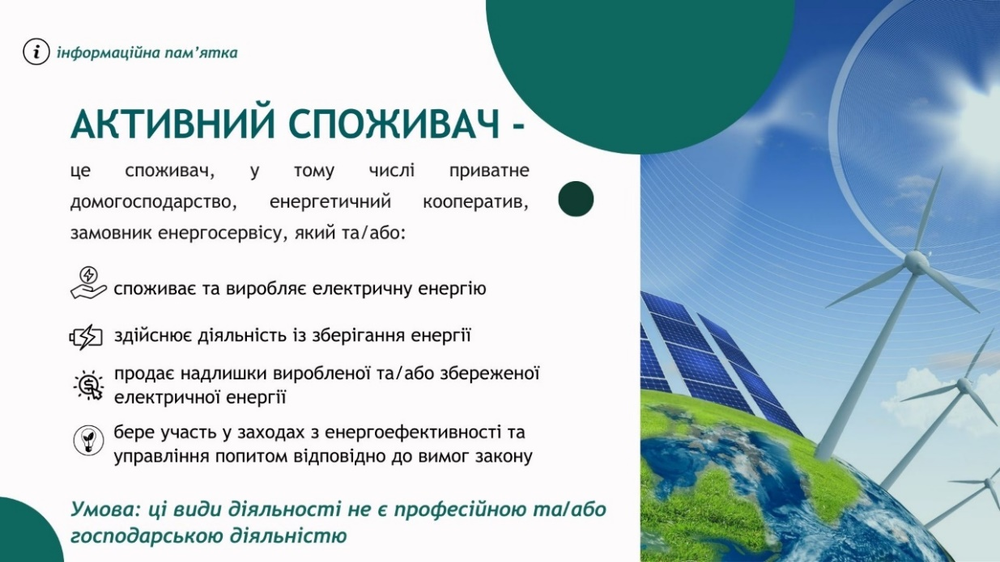 інформаційна пам’ятка
АКТИВНИЙ СПОЖИВАЧ -
це споживач, у тому числі приватне
домогосподарство, енергетичний кооператив,
замовник енергосервісу, який та/або:
споживає та виробляє електричну енергію
здійснює діяльність із зберігання енергії
продає надлишки виробленої та/або збереженої
електричної енергії
бере участь у заходах з енергоефективності та
управління попитом відповідно до вимог закону
Умова: ці види діяльності не є професійною та/або
господарською діяльністю